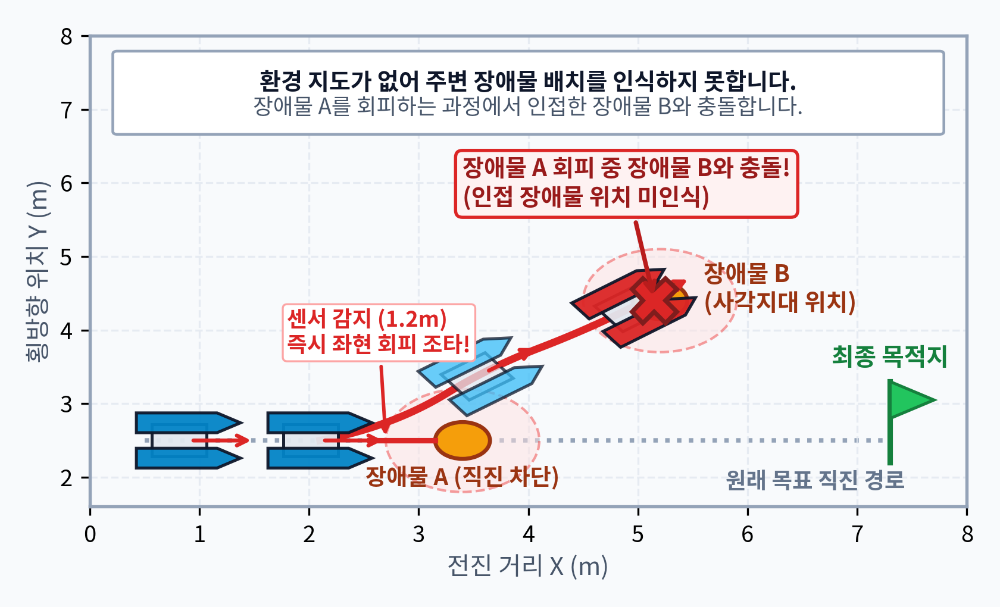 환경 지도가 없어 주변 장애물 배치를 인식하지 못합니다.
장애물 A를 회피하는 과정에서 인접한 장애물 B와 충돌합니다.
장애물 A 회피 중 장애물 B와 충돌!
(인접 장애물 위치 미인식)
장애물 B
(사각지대 위치)
센서 감지 (1.2m)
즉시 좌현 회피 조타!
최종 목적지
장애물 A (직진 차단)
원래 목표 직진 경로
횡방향 위치 Y (m)
8
7
6
5
4
3
2
0 1 2 3 4 5 6 7 8
전진 거리 X (m)